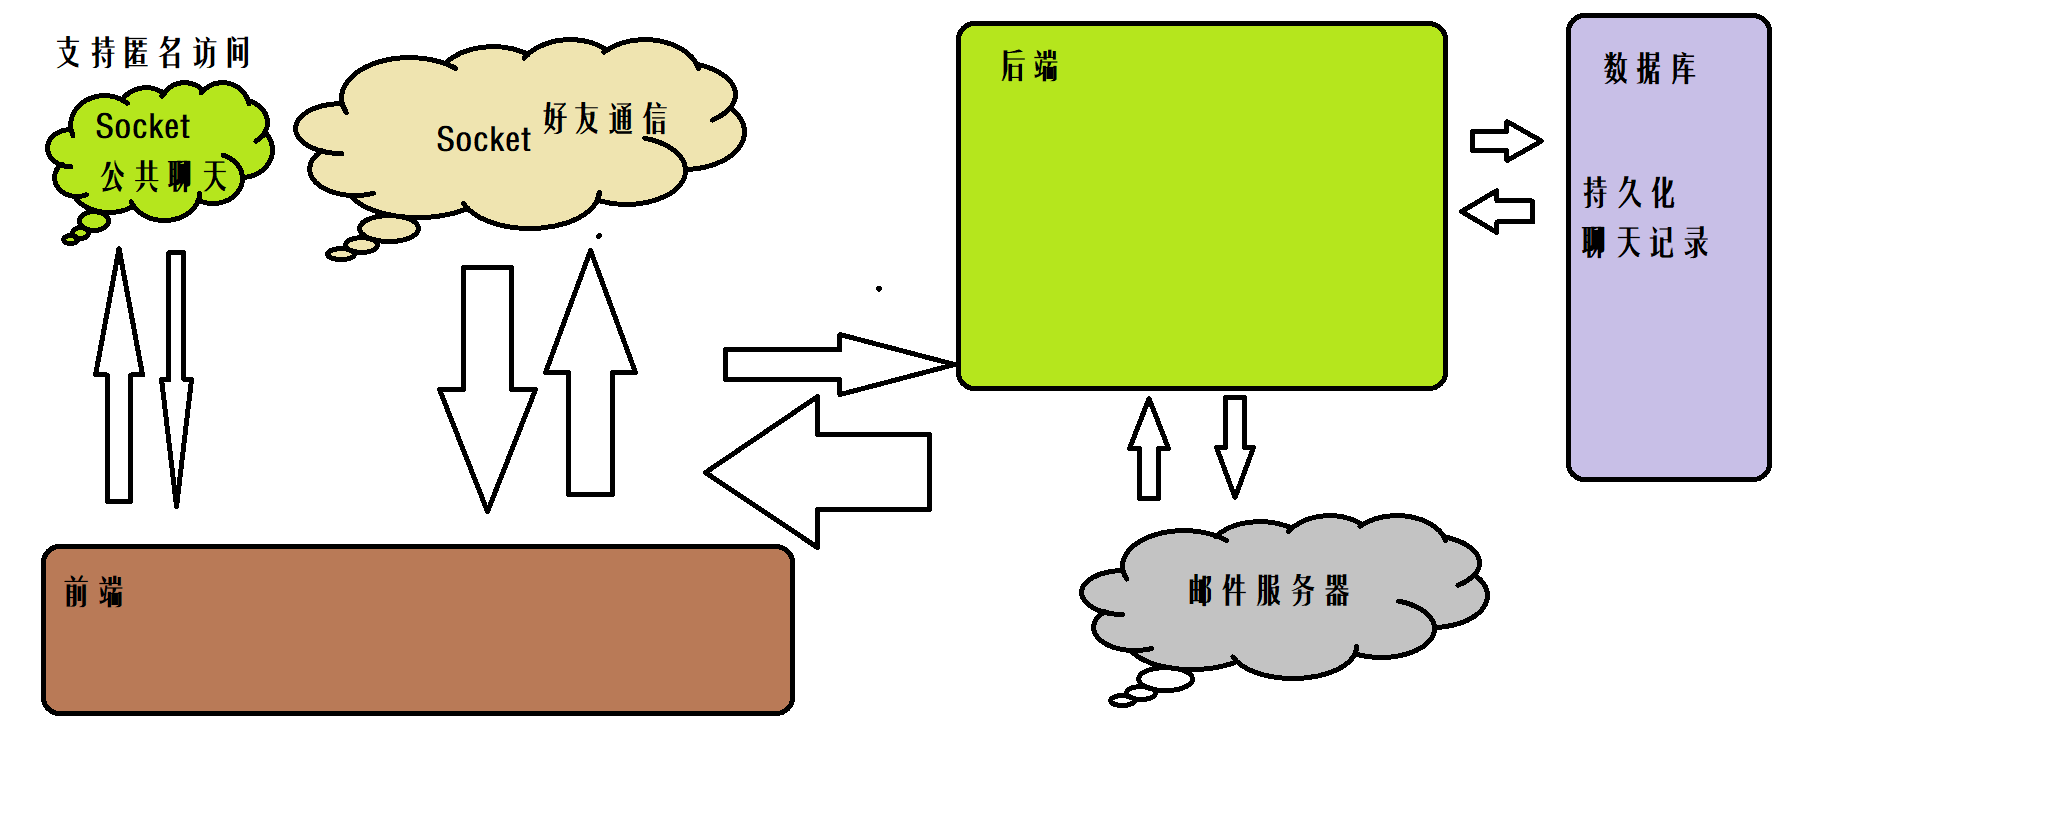 支持匿名访问
Socket
公共聊天
Socket 好友通信
后端
数据库
持久化
聊天记录
前端
邮件服务器